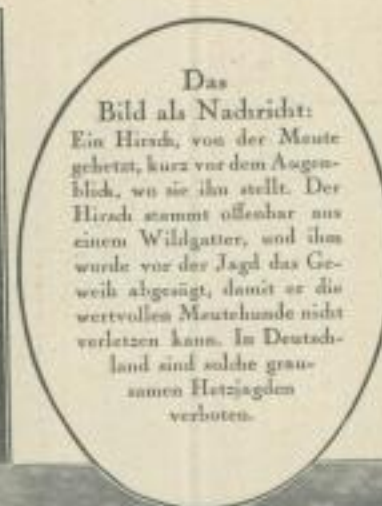 Das
Bild als Nachricht:
Ein Hirsch, von der Meute
gehetzt, kurz vor dem Augen-
blick, wo sie ihn stellt. Der
Hirsch stammt offenbar aus
einem Wildgatter, und ihm
wurde vor der Jagd das Ge-
weih abgesägt, damit er die
wertvollen Meutehunde nicht
verletzen kann. In Deutsch-
land sind solche grau-
samen Hetzjagden
verboten.